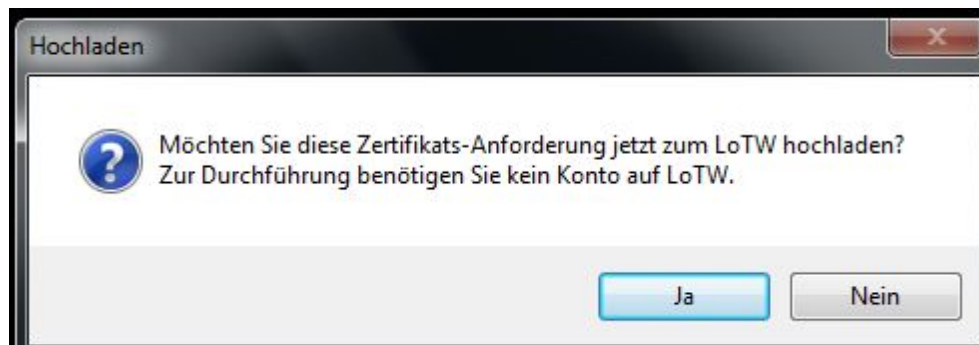 Hochladen
Möchten Sie diese Zertifikats-Anforderung jetzt zum LoTW hochladen?
Zur Durchführung benötigen Sie kein Konto auf LoTW.
Ja
Nein